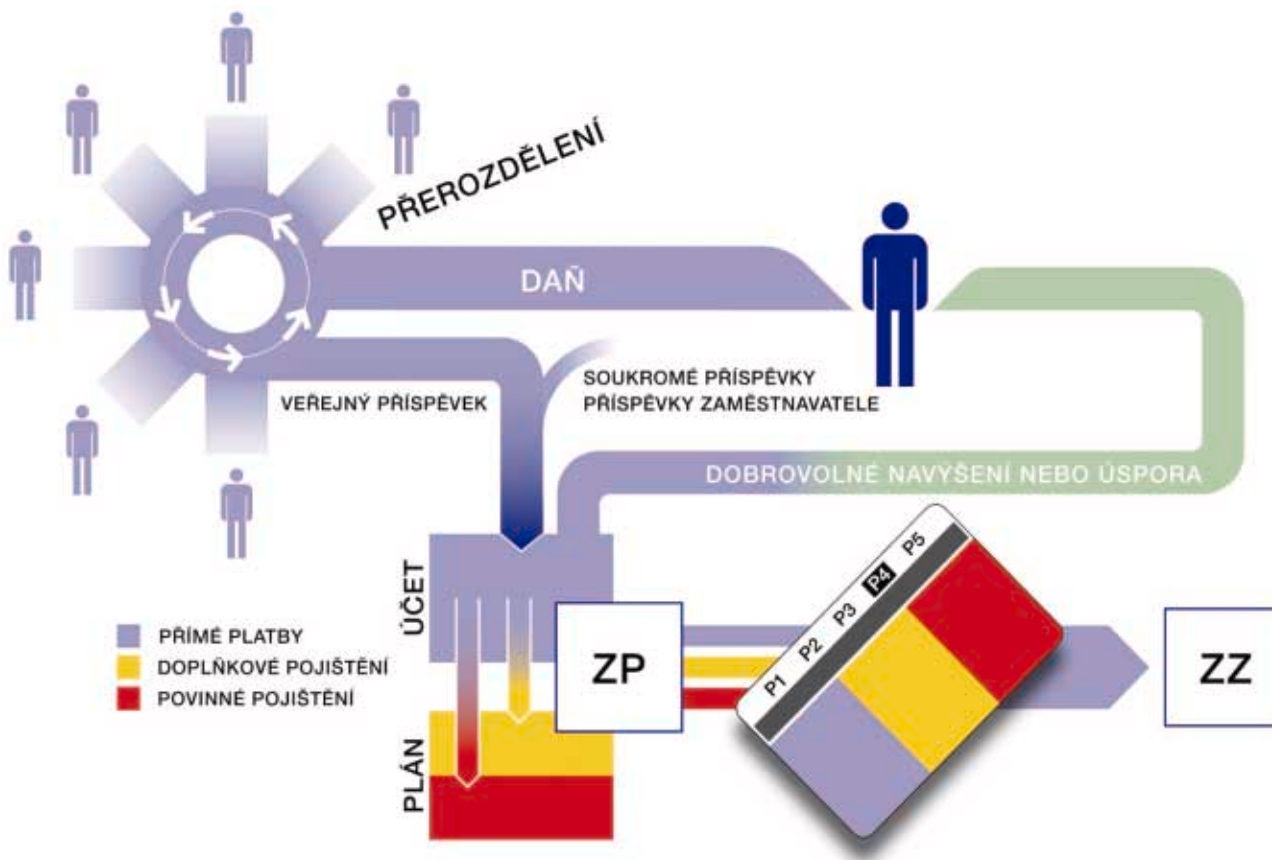 PŘEROZDĚLENÍ
DAŇ
VEŘEJNÝ PŘÍSPĚVEK
SOUKROMÉ PŘÍSPĚVKY
PŘÍSPĚVKY ZAMĚSTNAVATELE
DOBROVOLNÉ NAVÝŠENÍ NEBO ÚSPORA
ÚČET
PŘÍMÉ PLATBY
DOPLŇKOVÉ POJIŠTĚNÍ
POVINNÉ POJIŠTĚNÍ
PLÁN
ZP
P1 P2 P3 P4 P5
ZZ